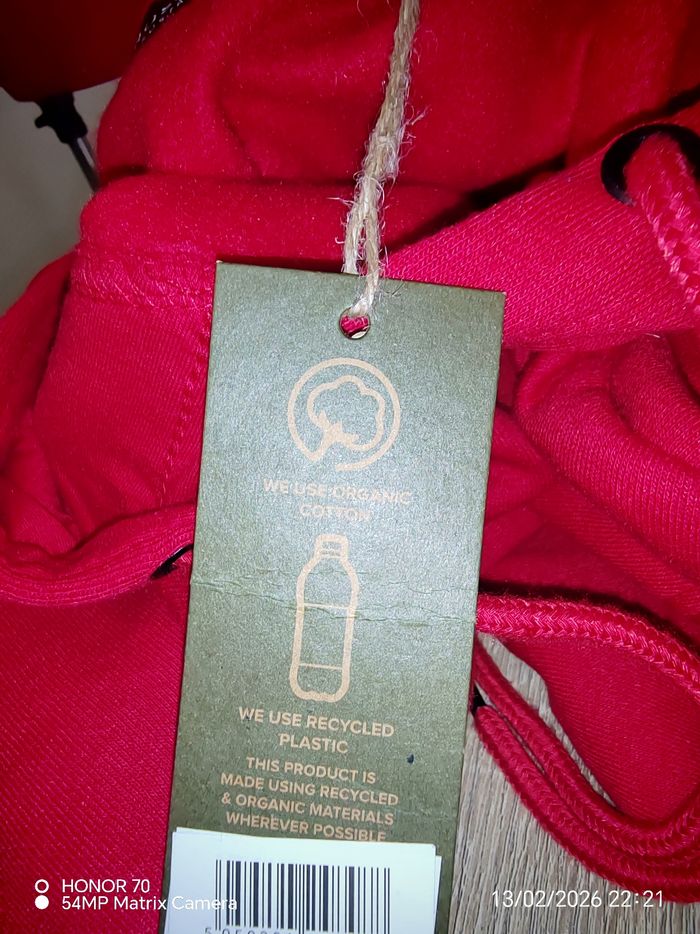 WE USE ORGANIC
COTTON
WE USE RECYCLED
PLASTIC
THIS PRODUCT IS
MADE USING RECYCLED
& ORGANIC MATERIALS
WHEREVER POSSIBLE
HONOR 70
54MP Matrix Camera
13/02/2026 22:21